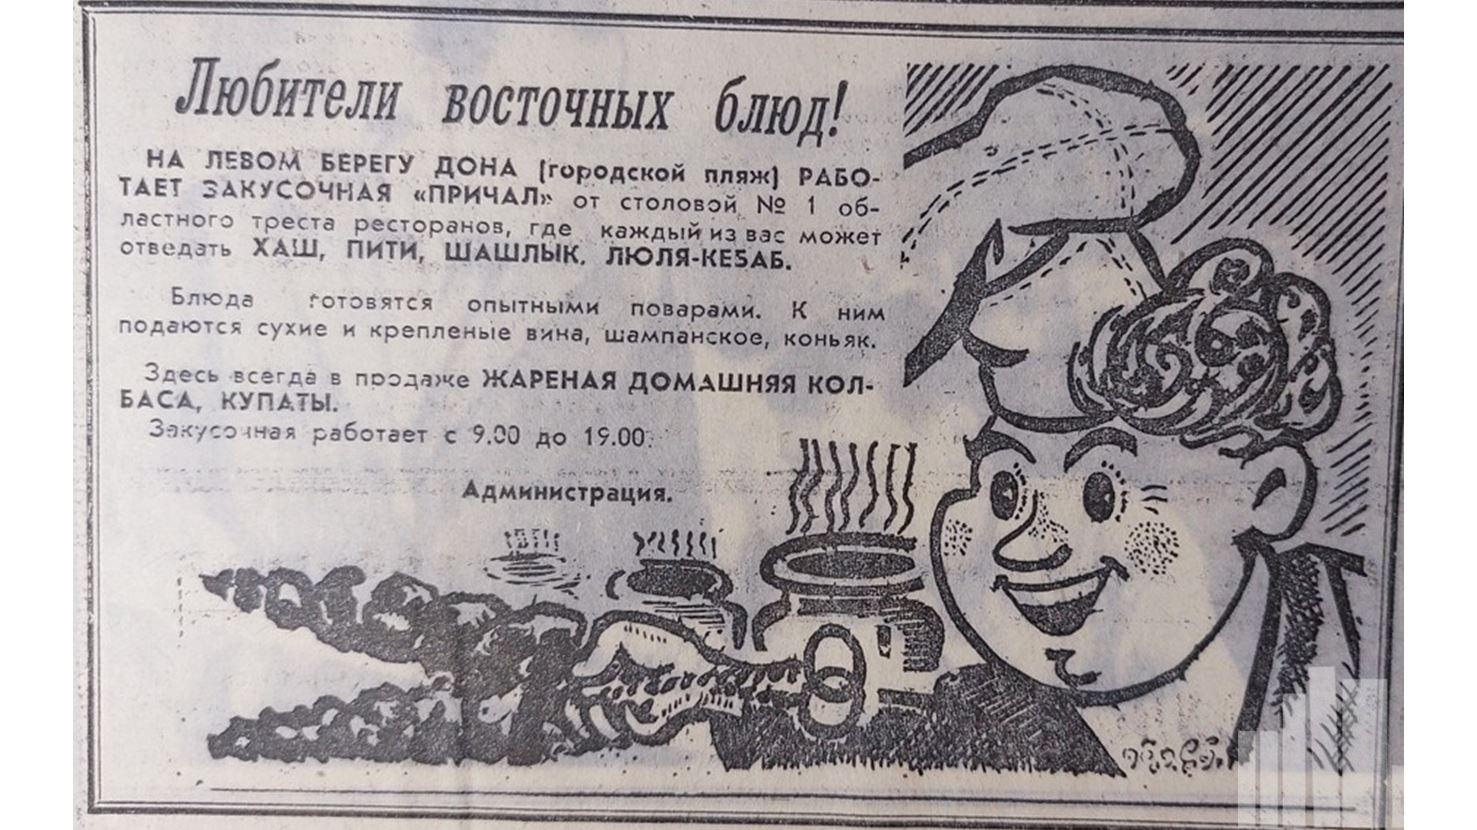 Любители восточных блюд!
НА ЛЕВОМ БЕРЕГУ ДОНА (городской пляж) РАБО-
ТАЕТ ЗАКУСОЧНАЯ «ПРИЧАЛ» от столовой № 1 об-
ластного треста ресторанов, где каждый из вас может
отведать ХАШ, ПИТИ, ШАШЛЫК, ЛЮЛЯ-КЕБАБ.
Блюда готовятся опытными поварами. К ним
подаются сухие и крепленые вина, шампанское, коньяк.
Здесь всегда в продаже ЖАРЕНАЯ ДОМАШНЯЯ КОЛ-
БАСА, КУПАТЫ.
Закусочная работает с 9.00 до 19.00.
Администрация.